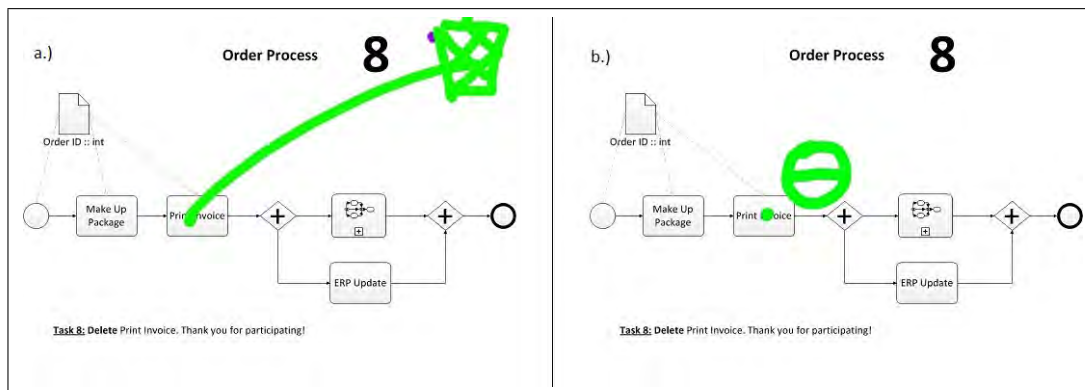 a.)
Order Process 8
Order ID :: int
Make Up
Package
Print Invoice
ERP Update
Task 8: Delete Print Invoice. Thank you for participating!
b.)
Order Process 8
Order ID :: int
Make Up
Package
Print Invoice
ERP Update
Task 8: Delete Print Invoice. Thank you for participating!